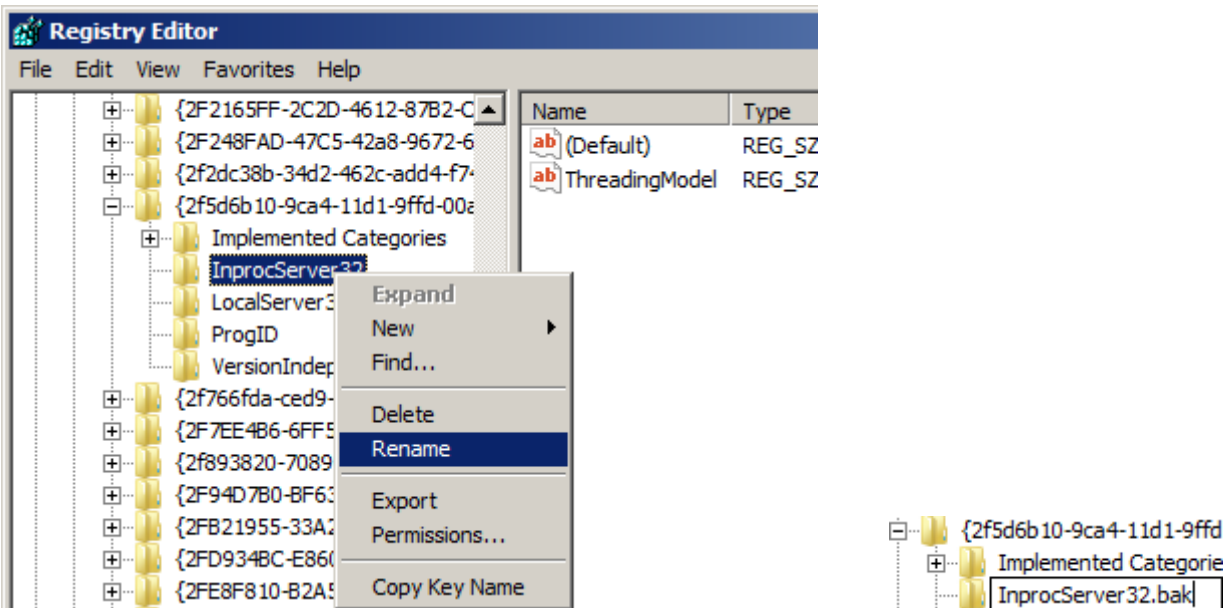 Registry Editor
File Edit View Favorites Help
{2F2165FF-2C2D-4612-87B2-C
{2F248FAD-47C5-42a8-9672-6
{2f2dc38b-34d2-462c-add4-f74
{2f5d6b10-9ca4-11d1-9ffd-00a
Implemented Categories
InprocServer32
LocalServer3
ProgID
VersionIndep
{2f766fda-ced9-
{2F7EE4B6-6FF5
{2f893820-7089
{2F94D7B0-BF63
{2FB21955-33A2
{2FD934BC-E860
{2FE8F810-B2A5
Name Type
(Default) REG_SZ
ThreadingModel REG_SZ
Expand
New
Find...
Delete
Rename
Export
Permissions...
Copy Key Name
{2f5d6b10-9ca4-11d1-9ffd
Implemented Categorie
InprocServer32.bak